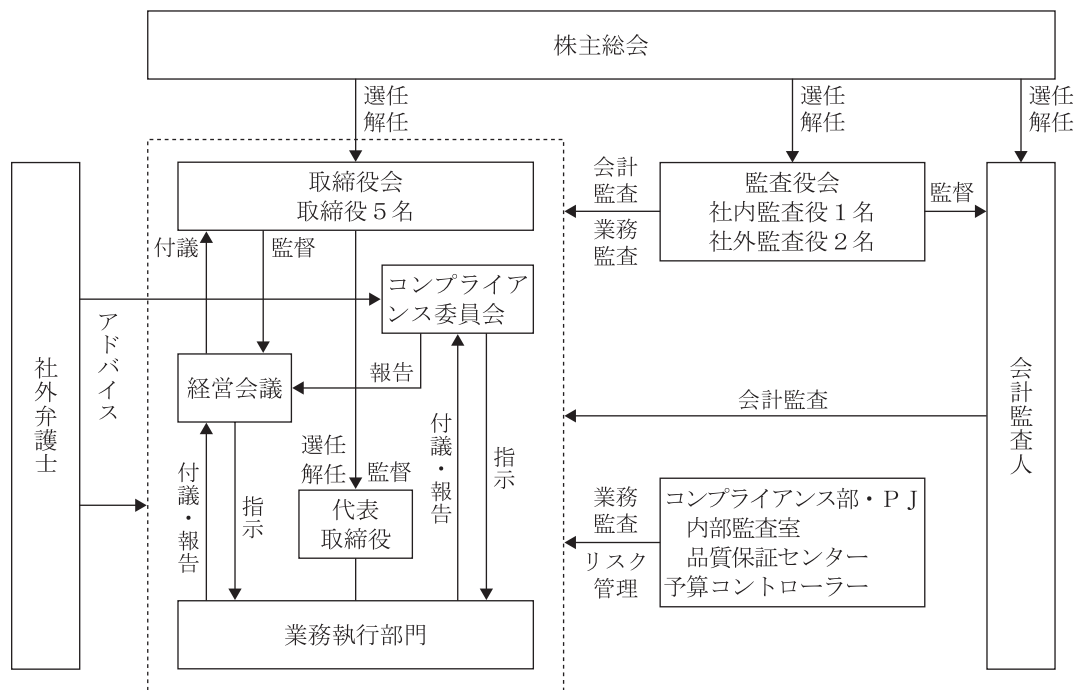 株主総会
選任
解任
選任
解任
選任
解任
取締役会
取締役5名
会計
監査
業務
監査
監査役会
社内監査役1名
社外監査役2名
監督
付議
監督
コンプライア
ンス委員会
アドバイス
社外弁護士
経営会議
報告
会計監査
会計監査人
付議・報告
指示
選任
解任
監督
付議・報告
指示
代表
取締役
業務
監査
リスク
管理
コンプライアンス部・PJ
内部監査室
品質保証センター
予算コントローラー
業務執行部門